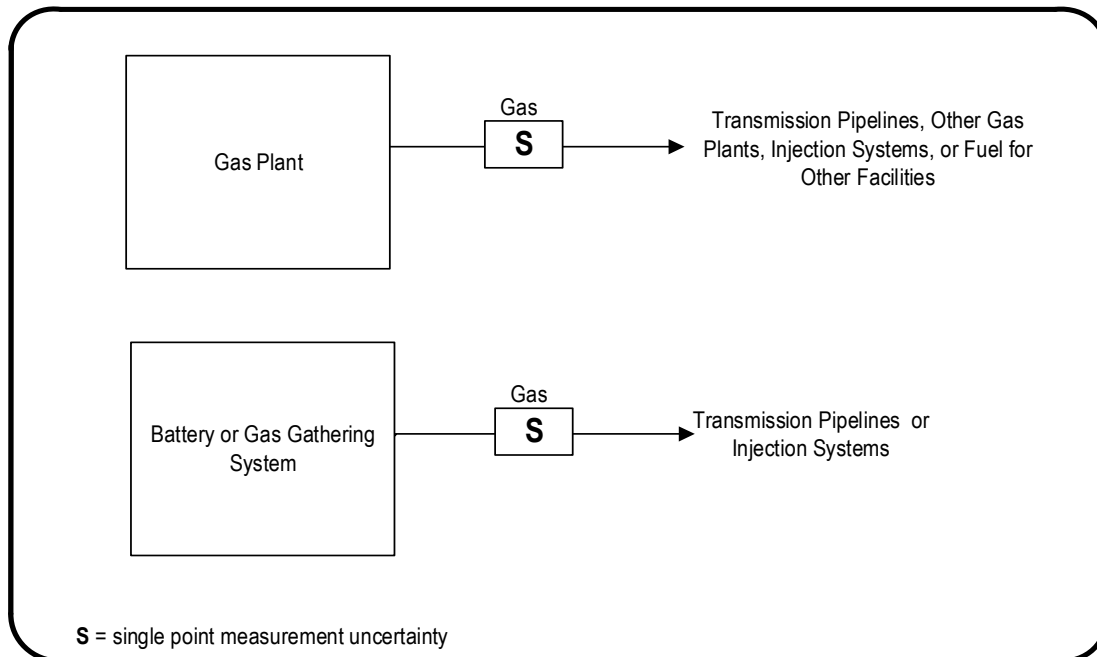 Gas
S
Gas Plant
Transmission Pipelines, Other Gas
Plants, Injection Systems, or Fuel for
Other Facilities
Gas
S
Battery or Gas Gathering
System
Transmission Pipelines or
Injection Systems
S = single point measurement uncertainty